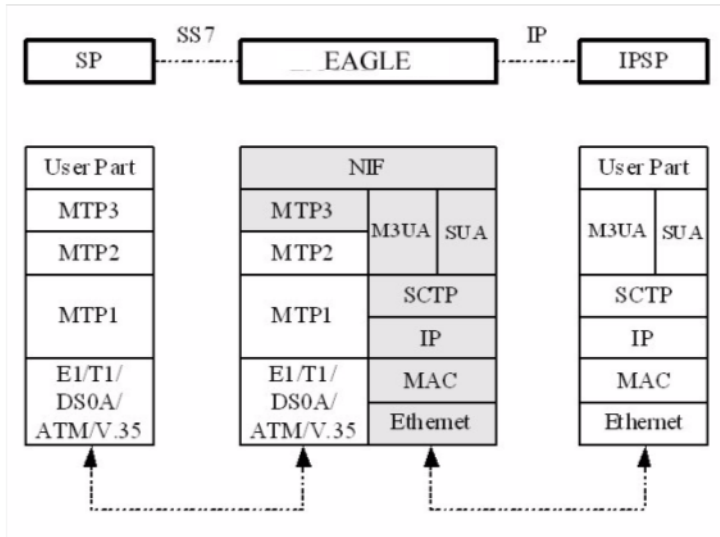 SS7
IP
SP
EAGLE
IPSP
User Part
MTP3
MTP2
MTP1
E1/T1/
DS0A/
ATM/V.35
NIF
MTP3
MTP2
MTP1
E1/T1/
DS0A/
ATM/V.35
M3UA
SUA
SCTP
IP
MAC
Ethernet
User Part
M3UA
SUA
SCTP
IP
MAC
Ethernet